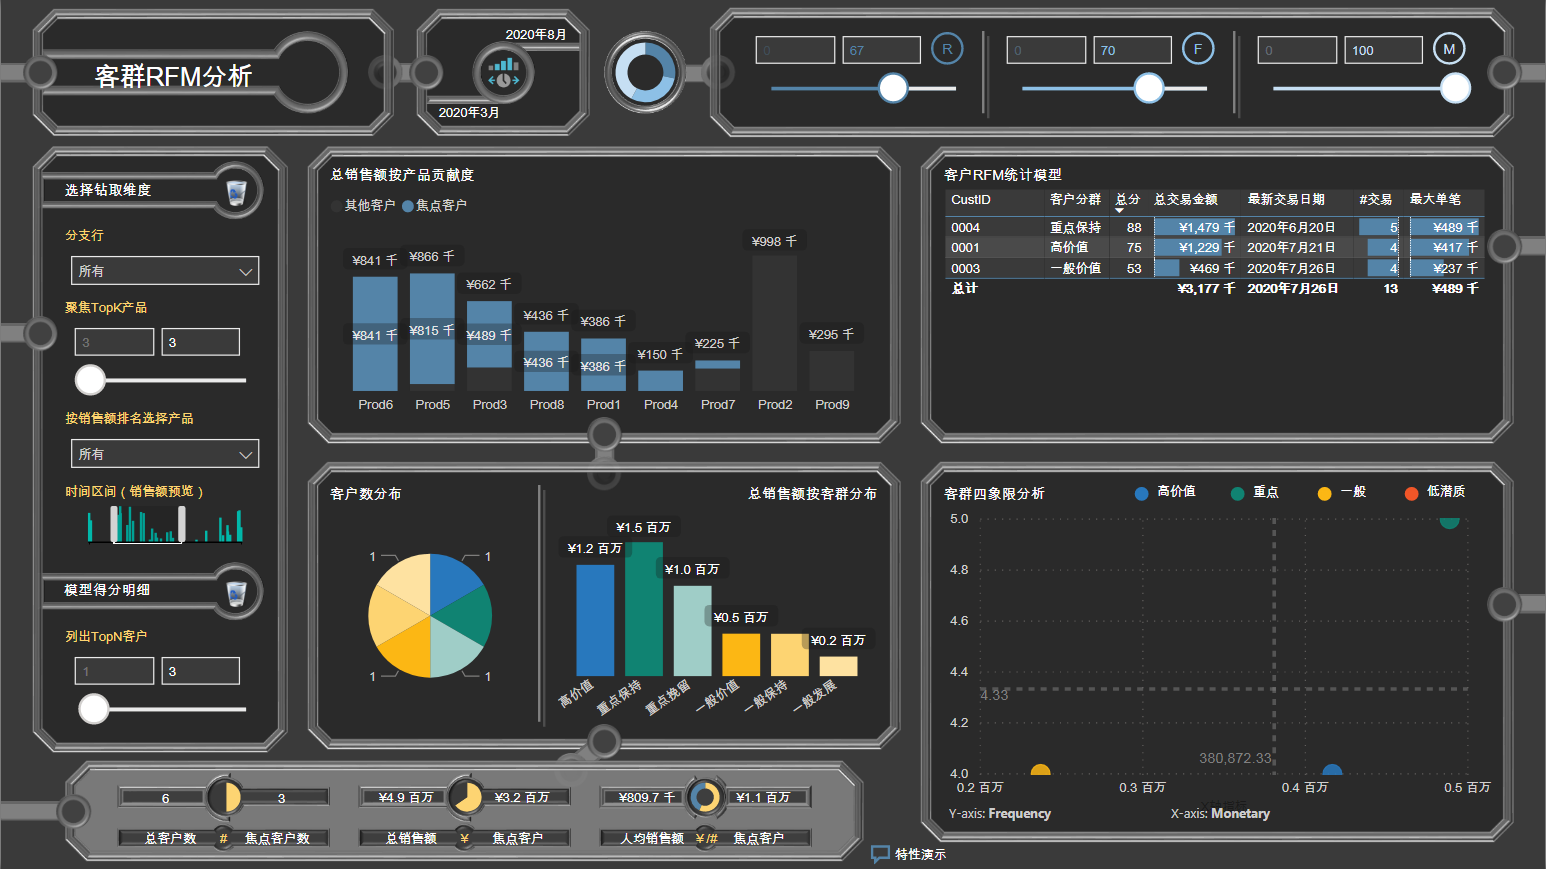 客群RFM分析
2020年8月
2020年3月
0 67 R
0 70 F
0 100 M
选择钻取维度
分支行
所有
聚焦TopK产品
3 3
按销售额排名选择产品
所有
时间区间（销售额预览）
模型得分明细
列出TopN客户
1 3
总销售额按产品贡献度
其他客户 焦点客户
¥841 千 ¥866 千 ¥662 千 ¥436 千 ¥386 千 ¥150 千 ¥225 千 ¥998 千 ¥295 千
¥841 千 ¥815 千 ¥489 千 ¥436 千 ¥386 千
Prod6 Prod5 Prod3 Prod8 Prod1 Prod4 Prod7 Prod2 Prod9
客户RFM统计模型
CustID 客户分群 总分 总交易金额 最新交易日期 #交易 最大单笔
0004 重点保持 88 ¥1,479 千 2020年6月20日 5 ¥489 千
0001 高价值 75 ¥1,229 千 2020年7月21日 4 ¥417 千
0003 一般价值 53 ¥469 千 2020年7月26日 4 ¥237 千
总计 ¥3,177 千 2020年7月26日 13 ¥489 千
客户数分布
1 1
1 1
总销售额按客群分布
¥1.2 百万 ¥1.5 百万 ¥1.0 百万 ¥0.5 百万 ¥0.2 百万
高价值 重点保持 重点挽留 一般价值 一般保持 一般发展
客群四象限分析
高价值 重点 一般 低潜质
5.0
4.8
4.6
4.4
4.33
4.2
380,872.33
4.0
0.2 百万 0.3 百万 0.4 百万 0.5 百万
Y-axis: Frequency X-axis: Monetary
6 3
总客户数 # 焦点客户数
¥4.9 百万 ¥3.2 百万
总销售额 ¥ 焦点客户
¥809.7 千 ¥1.1 百万
人均销售额 ¥/# 焦点客户
特性演示